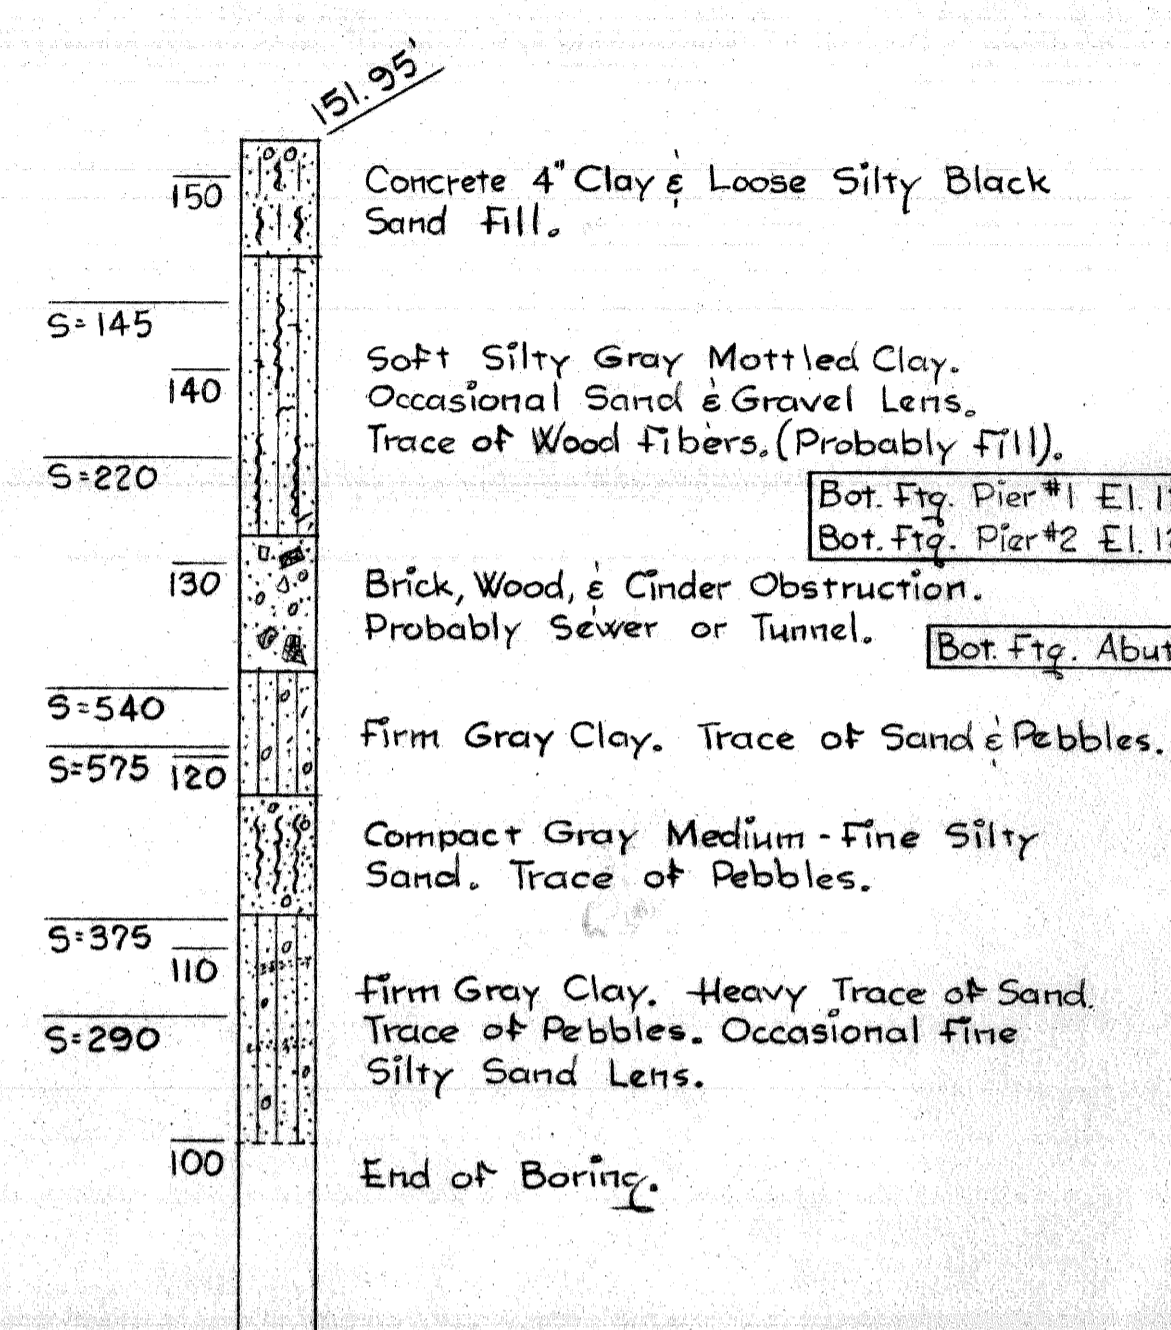 151.95'
150
Concrete 4" Clay & Loose Silty Black
Sand Fill.
S=145
140
Soft Silty Gray Mottled Clay.
Occasional Sand & Gravel Lens.
Trace of Wood Fibers. (Probably Fill).
S=220
Bot. Ftg. Pier #1 El. 1
Bot. Ftg. Pier #2 El. 1
130
Brick, Wood, & Cinder Obstruction.
Probably Sewer or Tunnel.
Bot. Ftg. Abut
S=540
Firm Gray Clay. Trace of Sand & Pebbles.
S=575
120
Compact Gray Medium-Fine Silty
Sand. Trace of Pebbles.
S=375
110
Firm Gray Clay. Heavy Trace of Sand.
Trace of Pebbles. Occasional Fine
Silty Sand Lens.
S=290
100
End of Boring.